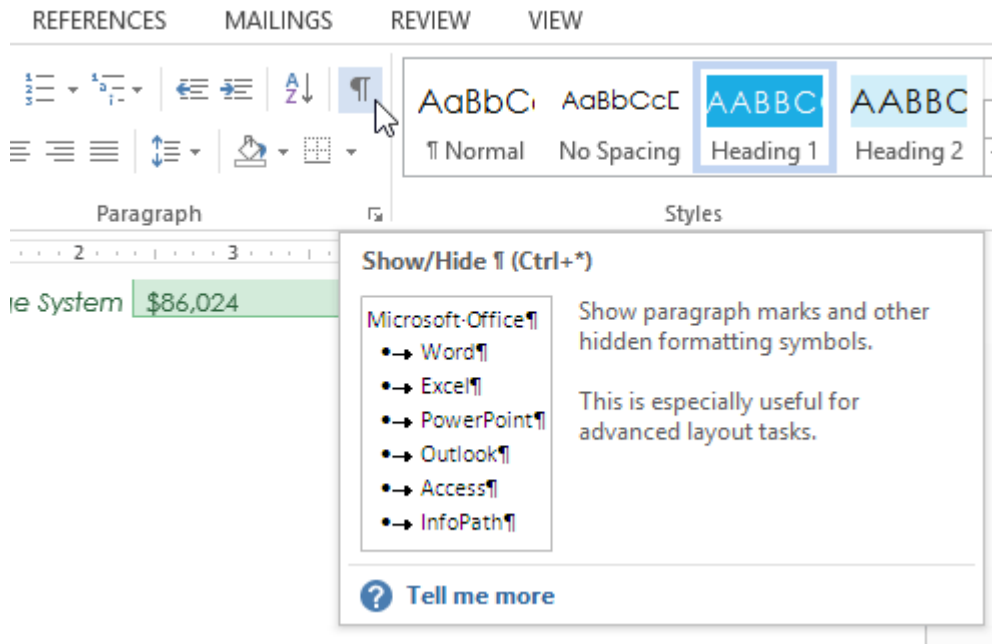 REFERENCES MAILINGS REVIEW VIEW
¶
AaBbC AaBbCcD AABBC AABBC
¶ Normal No Spacing Heading 1 Heading 2
Paragraph Styles
2 3
System $86,024
Show/Hide ¶ (Ctrl+*)
Microsoft·Office¶
Word¶
Excel¶
PowerPoint¶
Outlook¶
Access¶
InfoPath¶
Show paragraph marks and other
hidden formatting symbols.
This is especially useful for
advanced layout tasks.
? Tell me more